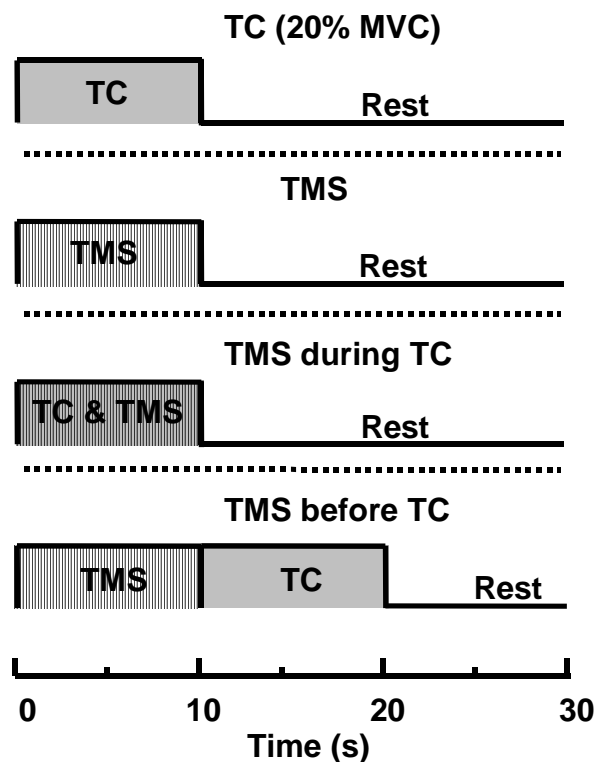 TC (20% MVC)
TC
Rest
TMS
TMS
Rest
TMS during TC
TC & TMS
Rest
TMS before TC
TMS TC Rest
0 10 20 30
Time (s)